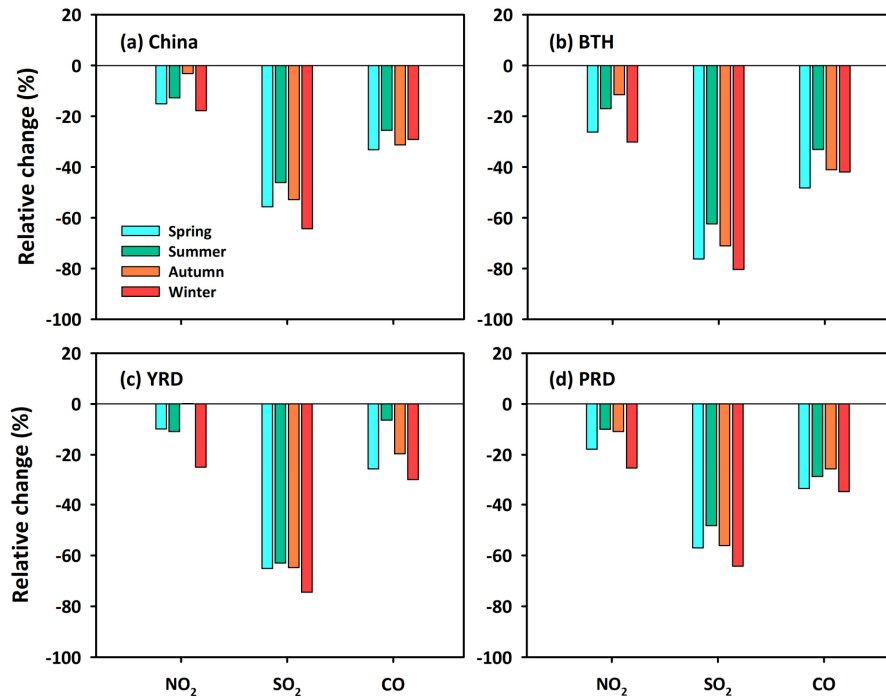 (a) China
(b) BTH
20
0
-20
-40
-60
-80
-100
Relative change (%)
Spring
Summer
Autumn
Winter
20
0
-20
-40
-60
-80
-100
(c) YRD
(d) PRD
20
0
-20
-40
-60
-80
-100
Relative change (%)
20
0
-20
-40
-60
-80
-100
NO₂ SO₂ CO
NO₂ SO₂ CO